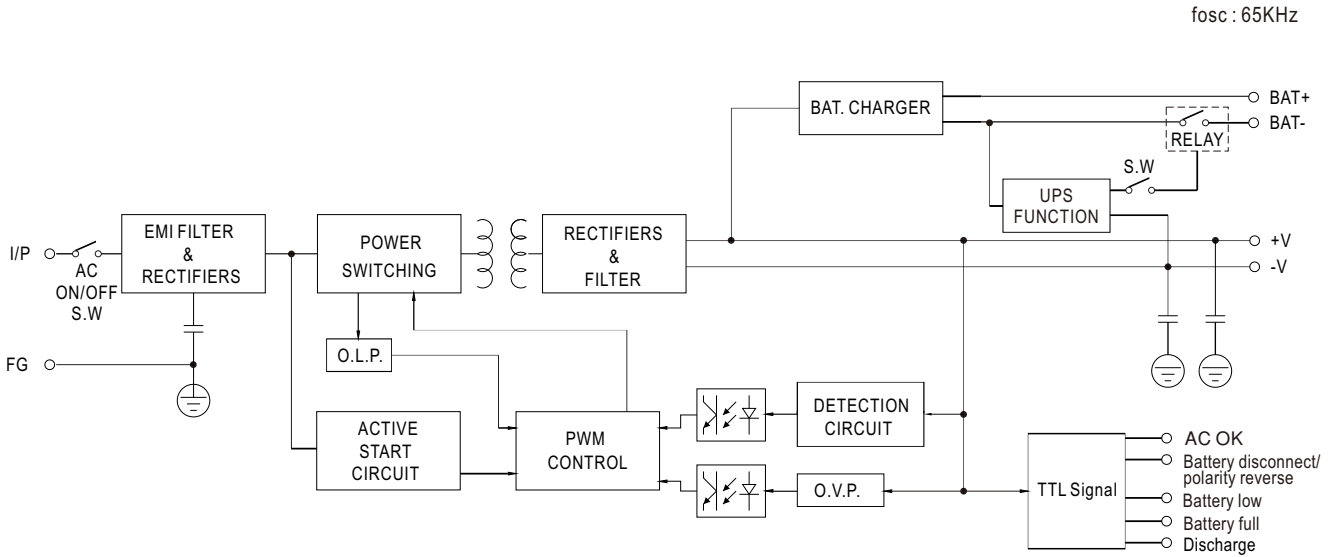 fosc : 65KHz
BAT. CHARGER
BAT+
BAT-
RELAY
S.W
UPS
FUNCTION
I/P
AC
ON/OFF
S.W
EMI FILTER
&
RECTIFIERS
POWER
SWITCHING
RECTIFIERS
&
FILTER
+V
-V
FG
O.L.P.
ACTIVE
START
CIRCUIT
PWM
CONTROL
DETECTION
CIRCUIT
O.V.P.
TTL Signal
AC OK
Battery disconnect/
polarity reverse
Battery low
Battery full
Discharge